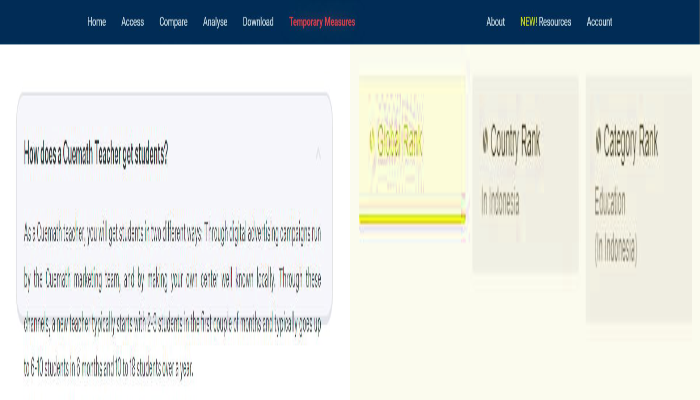 Home Access Compare Analyse Download Temporary Measures About NEW! Resources Account
How does a Cuemath Teacher get students?
As a Cuemath teacher, you will get students in two different ways. Through digital advertising campaigns run
by the Cuemath marketing team, and by making your own center well known locally. Through these
channels, a new teacher typically starts with 2-3 students in the first couple of months and typically goes up
to 6-10 students in 6 months and 10 to 18 students over a year.
Global Rank
Country Rank
In Indonesia
Category Rank
Education
(In Indonesia)